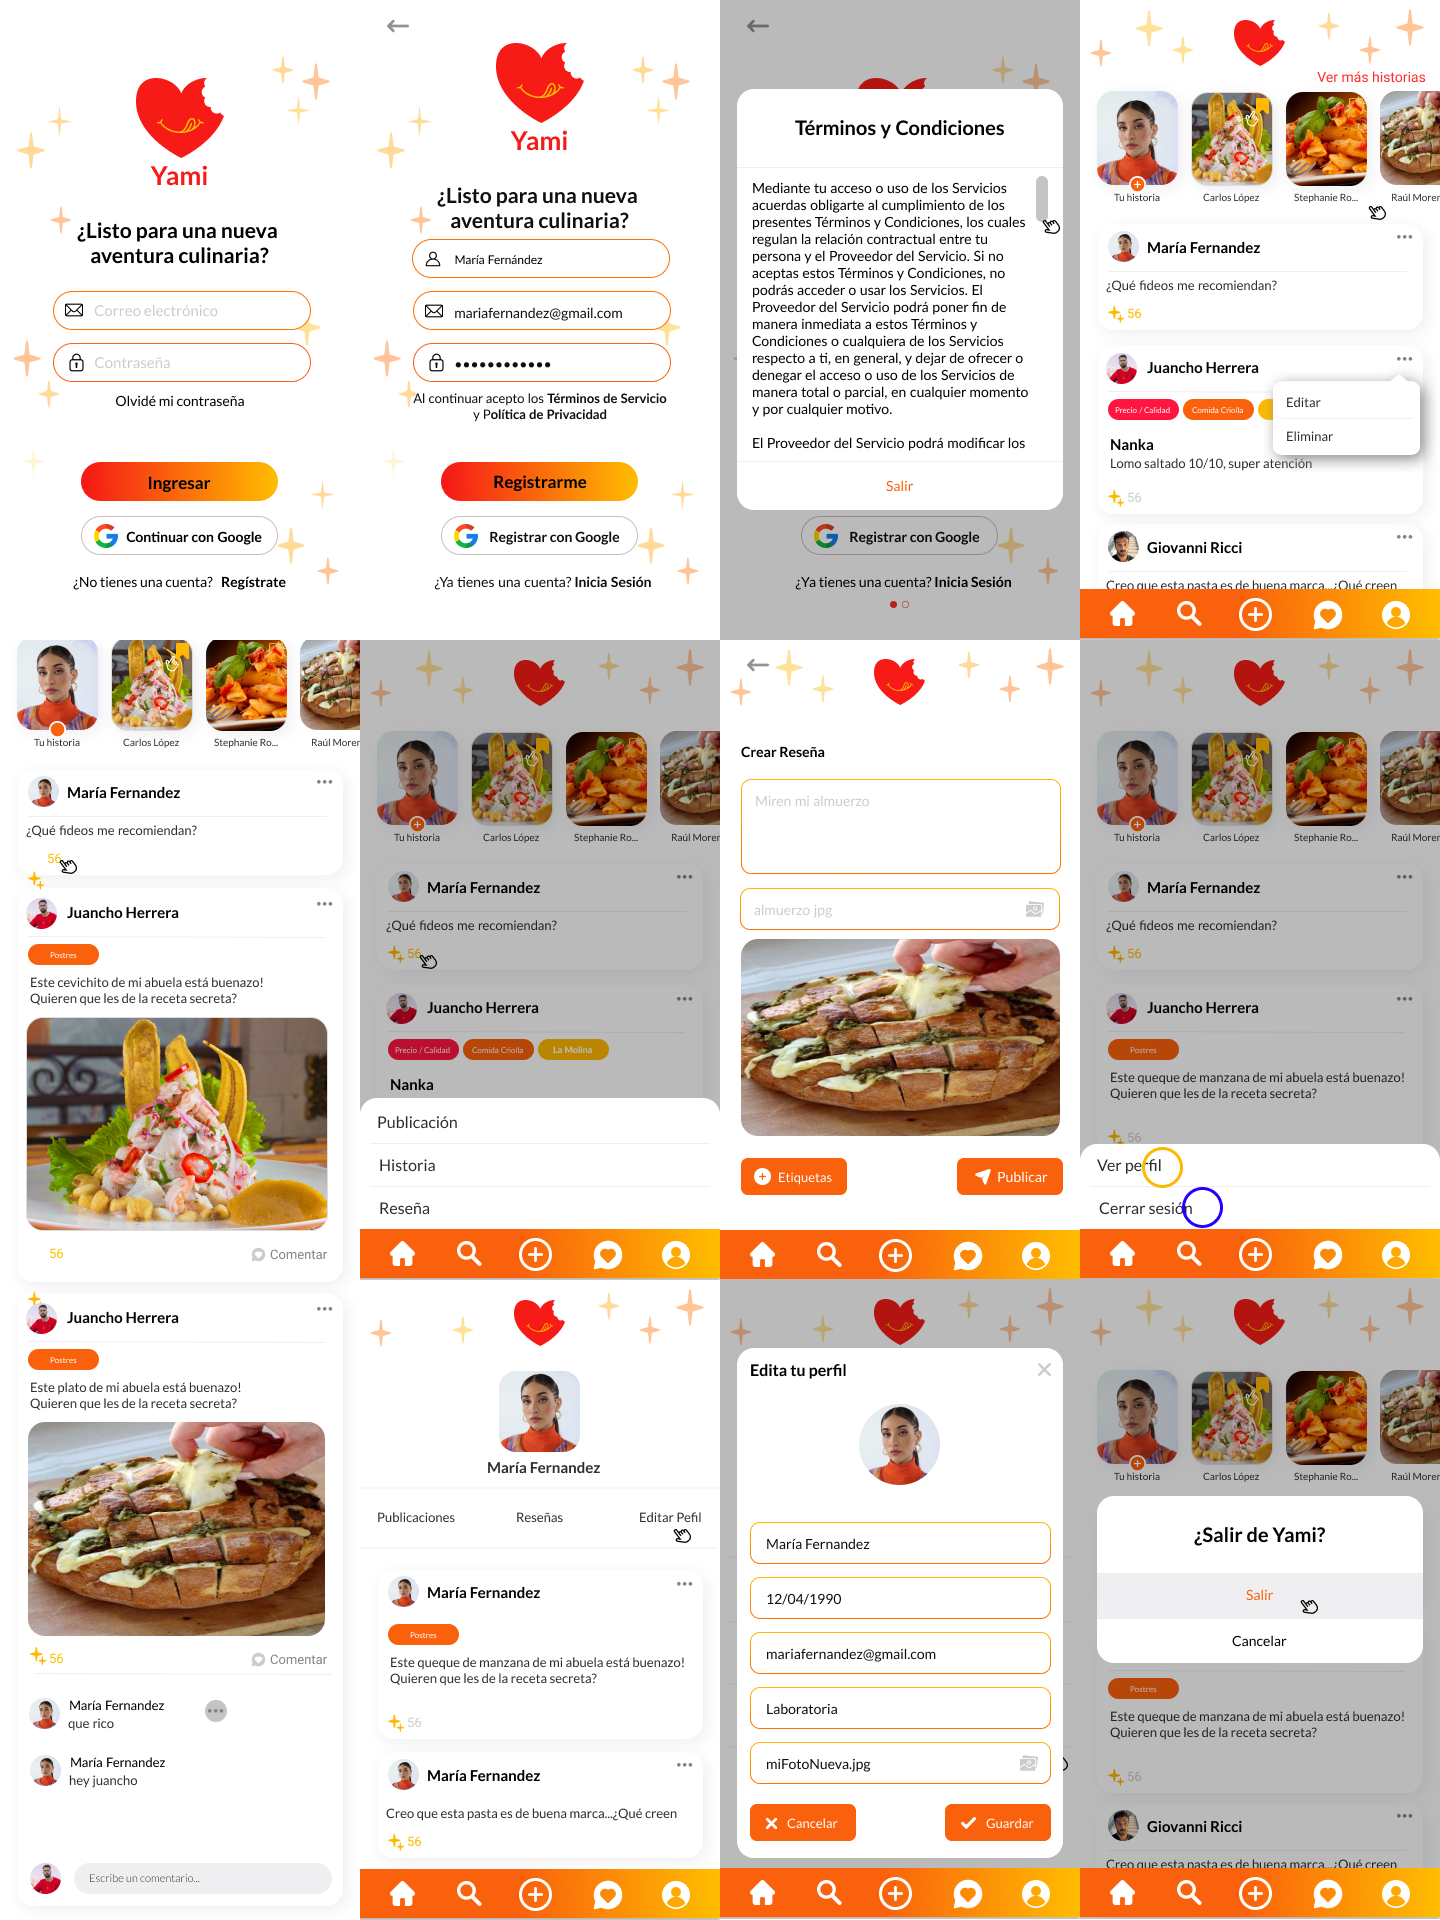 Yami
¿Listo para una nueva
aventura culinaria?
Correo electrónico
Contraseña
Olvidé mi contraseña
Ingresar
Continuar con Google
¿No tienes una cuenta? Regístrate
Yami
¿Listo para una nueva
aventura culinaria?
María Fernández
mariafernandez@gmail.com
Al continuar acepto los Términos de Servicio
y Política de Privacidad
Registrarme
Registrar con Google
¿Ya tienes una cuenta? Inicia Sesión
Términos y Condiciones
Mediante tu acceso o uso de los Servicios
acuerdas obligarte al cumplimiento de los
presentes Términos y Condiciones, los cuales
regulan la relación contractual entre tu
persona y el Proveedor del Servicio. Si no
aceptas estos Términos y Condiciones, no
podrás acceder o usar los Servicios. El
Proveedor del Servicio podrá poner fin de
manera inmediata a estos Términos y
Condiciones o cualquiera de los Servicios
respecto a ti, en general, y dejar de ofrecer o
denegar el acceso o uso de los Servicios de
manera total o parcial, en cualquier momento
y por cualquier motivo.
El Proveedor del Servicio podrá modificar los
Salir
Registrar con Google
¿Ya tienes una cuenta? Inicia Sesión
Ver más historias
Tu historia
Carlos López
Stephanie Ro...
Raúl Morer
María Fernandez
¿Qué fideos me recomiendan?
56
Juancho Herrera
Editar
Eliminar
Precio / Calidad
Comida Criolla
Nanka
Lomo saltado 10/10, super atención
56
Giovanni Ricci
Creo que esta pasta es de buena marca...¿Qué creen
Tu historia
Carlos López
Stephanie Ro...
Raúl Morer
María Fernandez
¿Qué fideos me recomiendan?
56
Juancho Herrera
Postres
Este cevichito de mi abuela está buenazo!
Quieren que les de la receta secreta?
56
Comentar
Tu historia
Carlos López
Stephanie Ro...
Raúl Morer
María Fernandez
¿Qué fideos me recomiendan?
56
Juancho Herrera
Precio / Calidad
Comida Criolla
La Molina
Nanka
Publicación
Historia
Reseña
Crear Reseña
Miren mi almuerzo
almuerzo jpg
Etiquetas
Publicar
Tu historia
Carlos López
Stephanie Ro...
Raúl Morer
María Fernandez
¿Qué fideos me recomiendan?
56
Juancho Herrera
Postres
Este queque de manzana de mi abuela está buenazo!
Quieren que les de la receta secreta?
56
Ver perfil
Cerrar sesión
Juancho Herrera
Postres
Este plato de mi abuela está buenazo!
Quieren que les de la receta secreta?
56
Comentar
María Fernandez
que rico
María Fernandez
hey juancho
Escribe un comentario...
María Fernandez
Publicaciones
Reseñas
Editar Pefil
María Fernandez
Postres
Este queque de manzana de mi abuela está buenazo!
Quieren que les de la receta secreta?
56
María Fernandez
Creo que esta pasta es de buena marca...¿Qué creen
56
Edita tu perfil
María Fernandez
12/04/1990
mariafernandez@gmail.com
Laboratoria
miFotoNueva.jpg
Cancelar
Guardar
Tu historia
Carlos López
Stephanie Ro...
Raúl Morer
¿Salir de Yami?
Salir
Cancelar
Postres
Este queque de manzana de mi abuela está buenazo!
Quieren que les de la receta secreta?
56
Giovanni Ricci
Creo que esta pasta es de buena marca...¿Qué creen